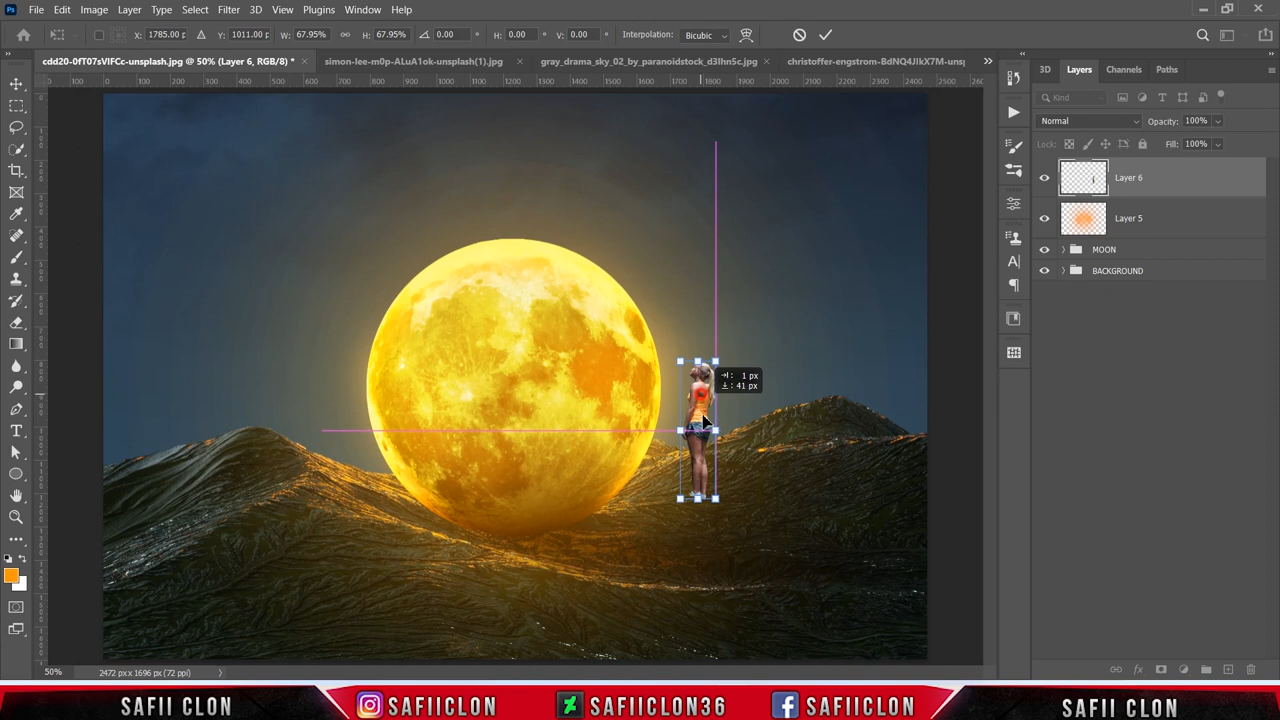 Ps File Edit Image Layer Type Select Filter 3D View Plugins Window Help
X: 1785.00 p Y: 1011.00 p W: 67.95% H: 67.95% 0.00 ° H: 0.00 ° V: 0.00 ° Interpolation: Bicubic
cdd20-0fT07sVlFCc-unsplash.jpg @ 50% (Layer 6, RGB/8) * × simon-lee-m0p-ALuA1ok-unsplash(1).jpg × gray_drama_sky_02_by_paranoidstock_d3lhn5c.jpg × christoffer-engstrom-BdNQ4JlkX7M-unsp
3D Layers Channels Paths
Kind
Normal Opacity: 100%
Lock: Fill: 100%
Layer 6
Layer 5
MOON
BACKGROUND
1 px
41 px
50% 2472 px x 1696 px (72 ppi)
SAFII CLON SAFIICLON SAFIICLON36 SAFIICLON SAFII CLON